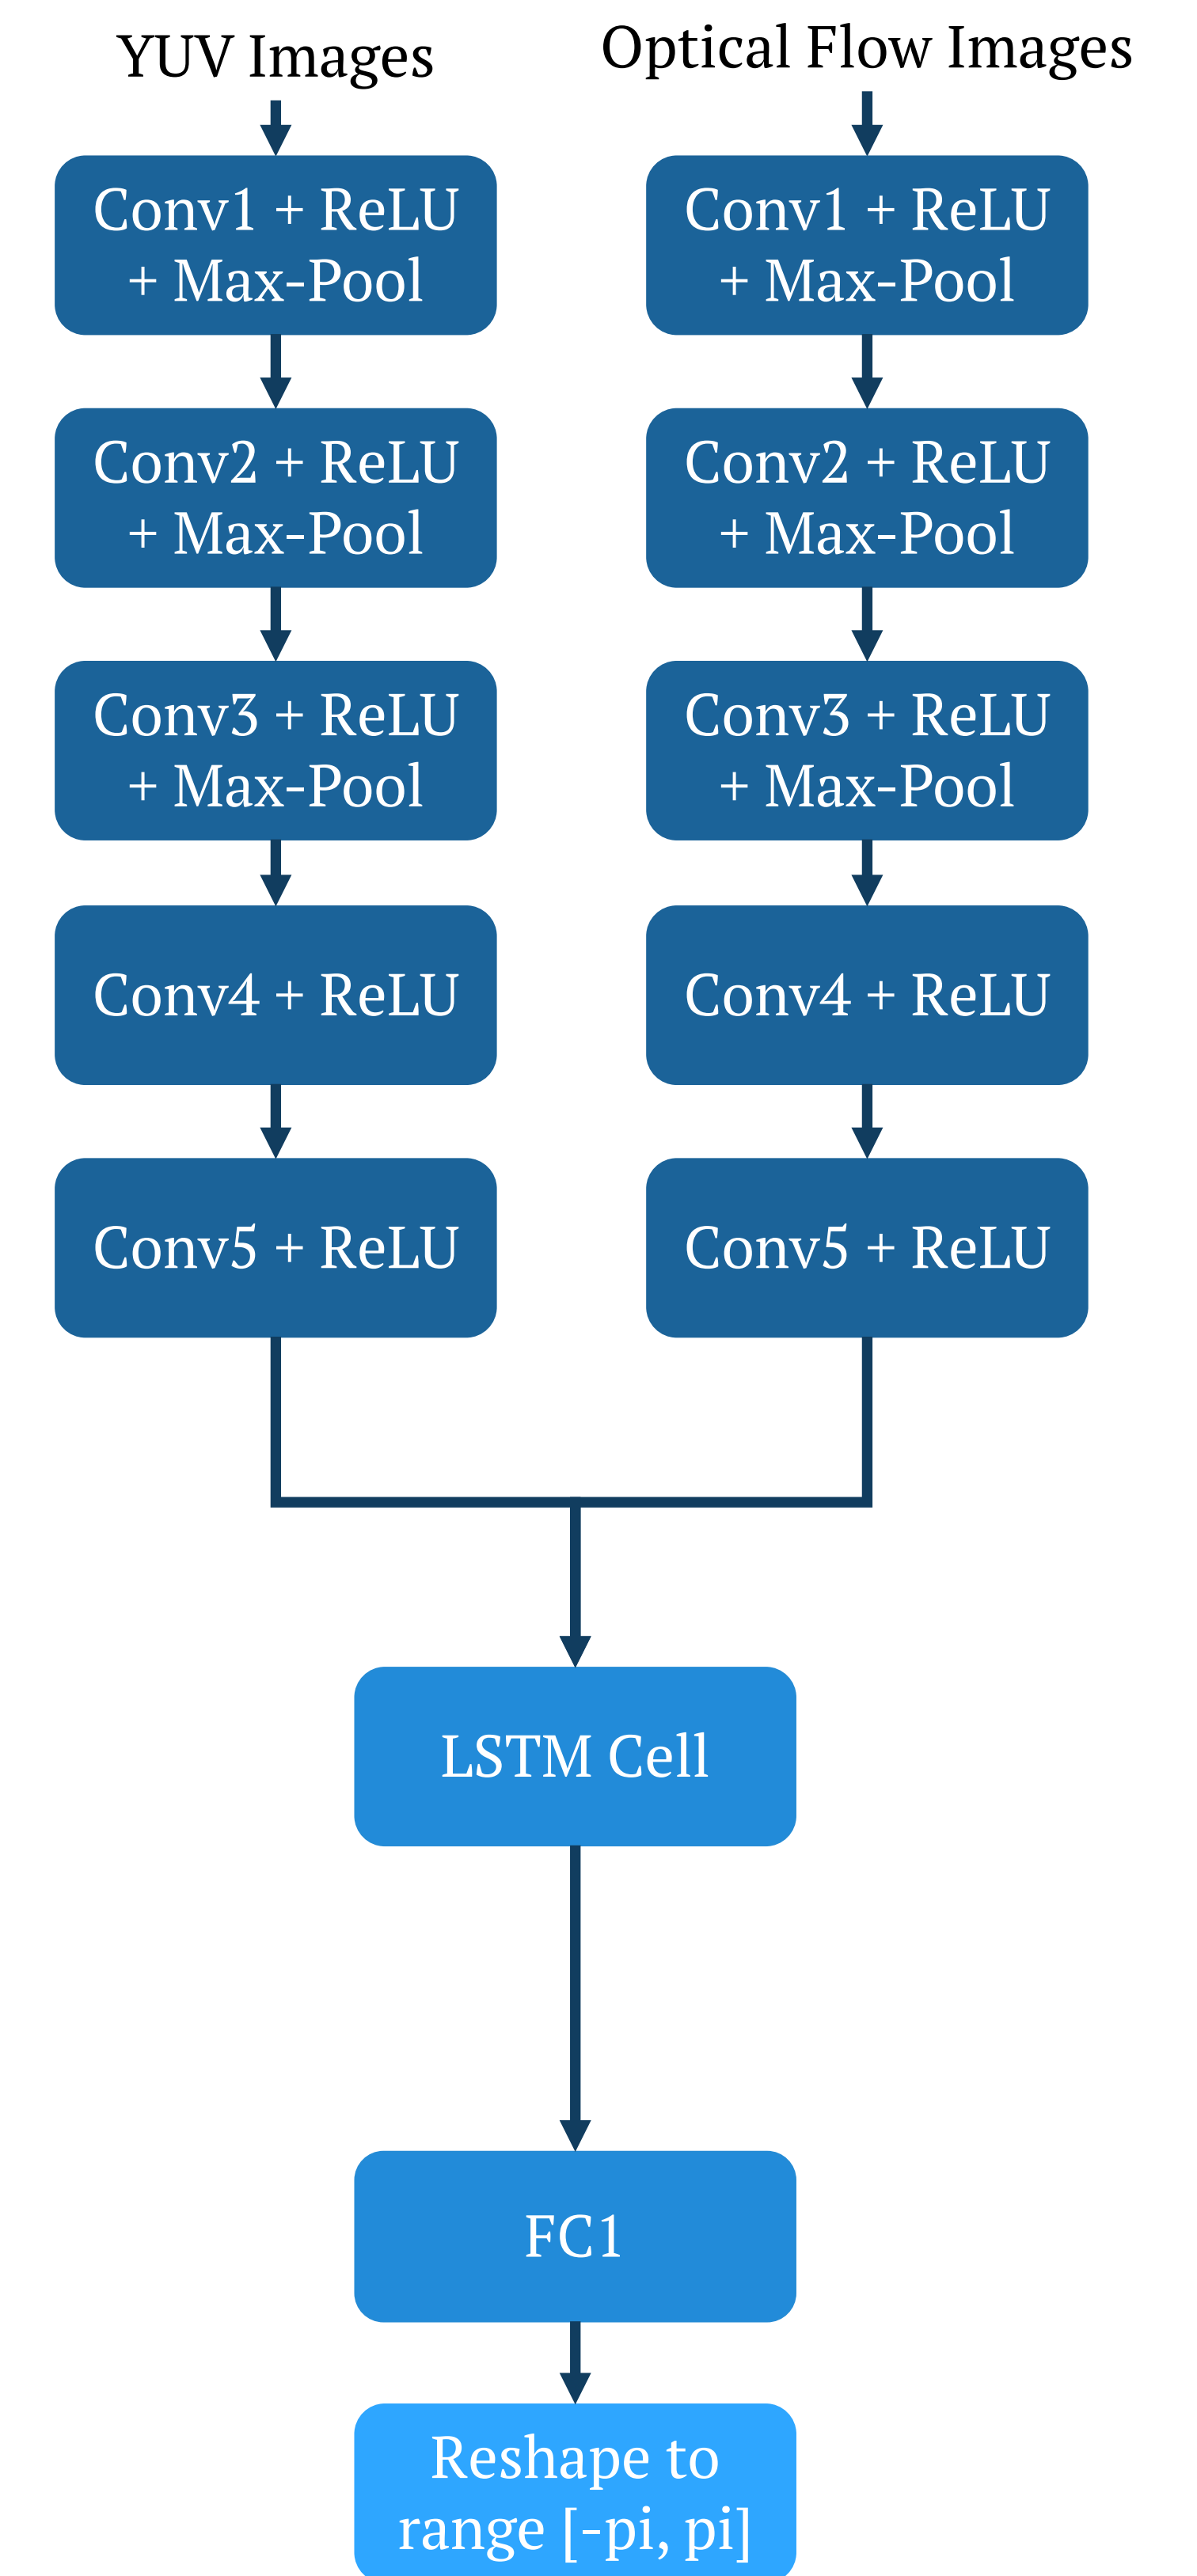 YUV Images
Conv1 + ReLU
+ Max-Pool
Conv2 + ReLU
+ Max-Pool
Conv3 + ReLU
+ Max-Pool
Conv4 + ReLU
Conv5 + ReLU
Optical Flow Images
Conv1 + ReLU
+ Max-Pool
Conv2 + ReLU
+ Max-Pool
Conv3 + ReLU
+ Max-Pool
Conv4 + ReLU
Conv5 + ReLU
LSTM Cell
FC1
Reshape to
range [-pi, pi]